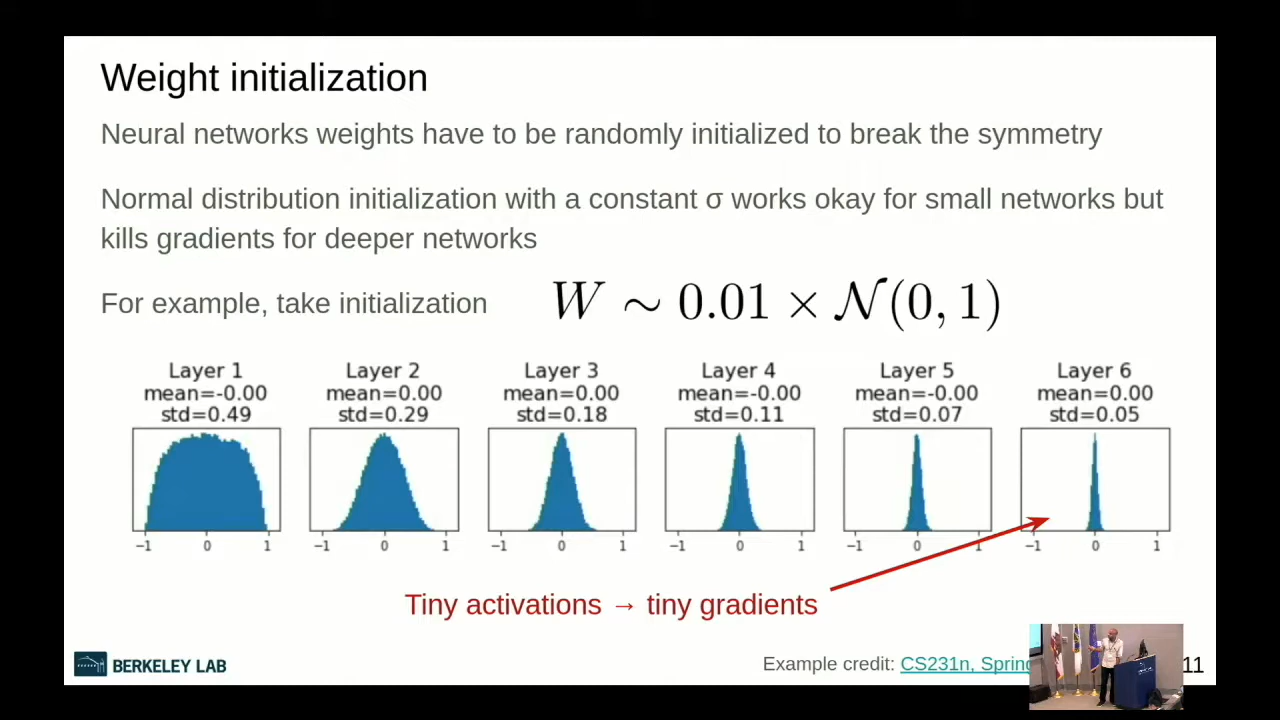 Weight initialization
Neural networks weights have to be randomly initialized to break the symmetry
Normal distribution initialization with a constant σ works okay for small networks but
kills gradients for deeper networks
For example, take initialization W ∼ 0.01 × 𝒩(0, 1)
Layer 1 Layer 2 Layer 3 Layer 4 Layer 5 Layer 6
mean=-0.00 mean=0.00 mean=0.00 mean=-0.00 mean=-0.00 mean=0.00
std=0.49 std=0.29 std=0.18 std=0.11 std=0.07 std=0.05
−1 0 1 −1 0 1 −1 0 1 −1 0 1 −1 0 1 −1 0 1
Tiny activations → tiny gradients
BERKELEY LAB Example credit: CS231n, 11